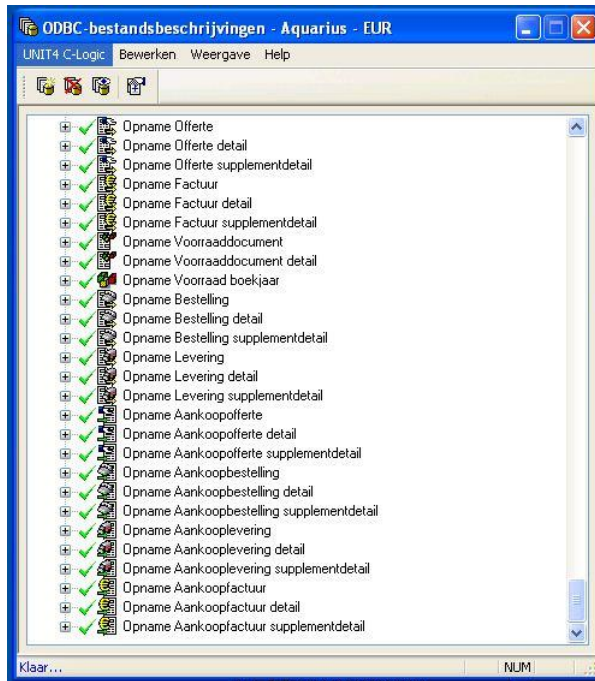 ODBC-bestandsbeschrijvingen - Aquarius - EUR
UNIT4 C-Logic Bewerken Weergave Help
Opname Offerte
Opname Offerte detail
Opname Offerte supplementdetail
Opname Factuur
Opname Factuur detail
Opname Factuur supplementdetail
Opname Voorraaddocument
Opname Voorraaddocument detail
Opname Voorraad boekjaar
Opname Bestelling
Opname Bestelling detail
Opname Bestelling supplementdetail
Opname Levering
Opname Levering detail
Opname Levering supplementdetail
Opname Aankoopofferte
Opname Aankoopofferte detail
Opname Aankoopofferte supplementdetail
Opname Aankoopbestelling
Opname Aankoopbestelling detail
Opname Aankoopbestelling supplementdetail
Opname Aankooplevering
Opname Aankooplevering detail
Opname Aankooplevering supplementdetail
Opname Aankoopfactuur
Opname Aankoopfactuur detail
Opname Aankoopfactuur supplementdetail
Klaar... NUM